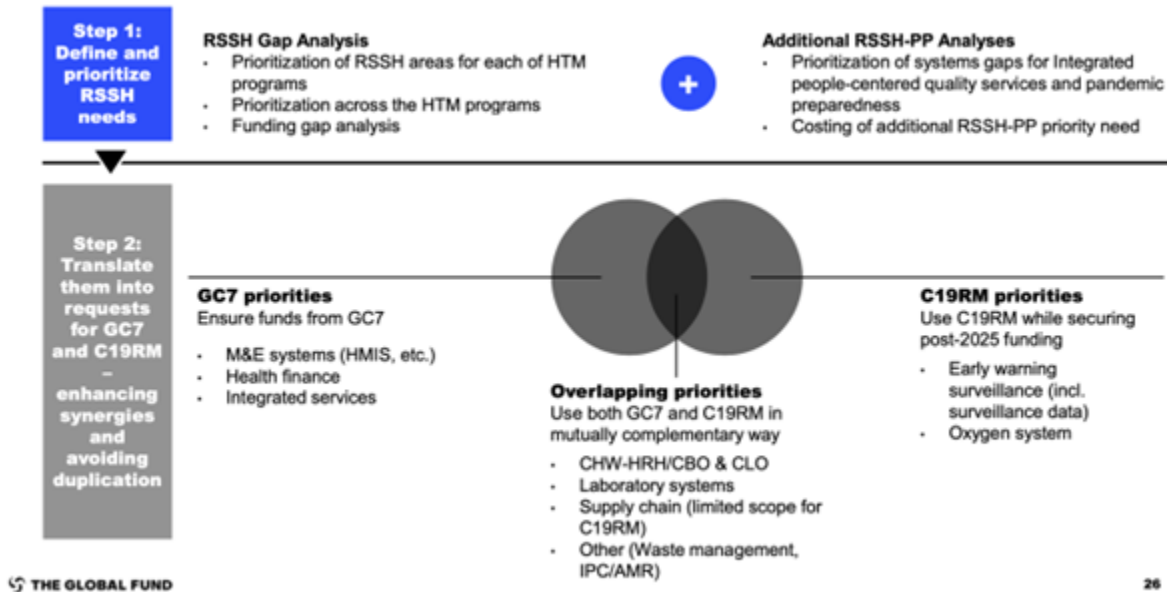 Step 1:
Define and
prioritize
RSSH
needs
RSSH Gap Analysis
• Prioritization of RSSH areas for each of HTM
programs
• Prioritization across the HTM programs
• Funding gap analysis
+
Additional RSSH-PP Analyses
• Prioritization of systems gaps for Integrated
people-centered quality services and pandemic
preparedness
• Costing of additional RSSH-PP priority need
Step 2:
Translate
them into
requests
for GC7
and C19RM
–
enhancing
synergies
and
avoiding
duplication
GC7 priorities
Ensure funds from GC7
• M&E systems (HMIS, etc.)
• Health finance
• Integrated services
Overlapping priorities
Use both GC7 and C19RM in
mutually complementary way
• CHW-HRH/CBO & CLO
• Laboratory systems
• Supply chain (limited scope for
C19RM)
• Other (Waste management,
IPC/AMR)
C19RM priorities
Use C19RM while securing
post-2025 funding
• Early warning
surveillance (incl.
surveillance data)
• Oxygen system
THE GLOBAL FUND
26